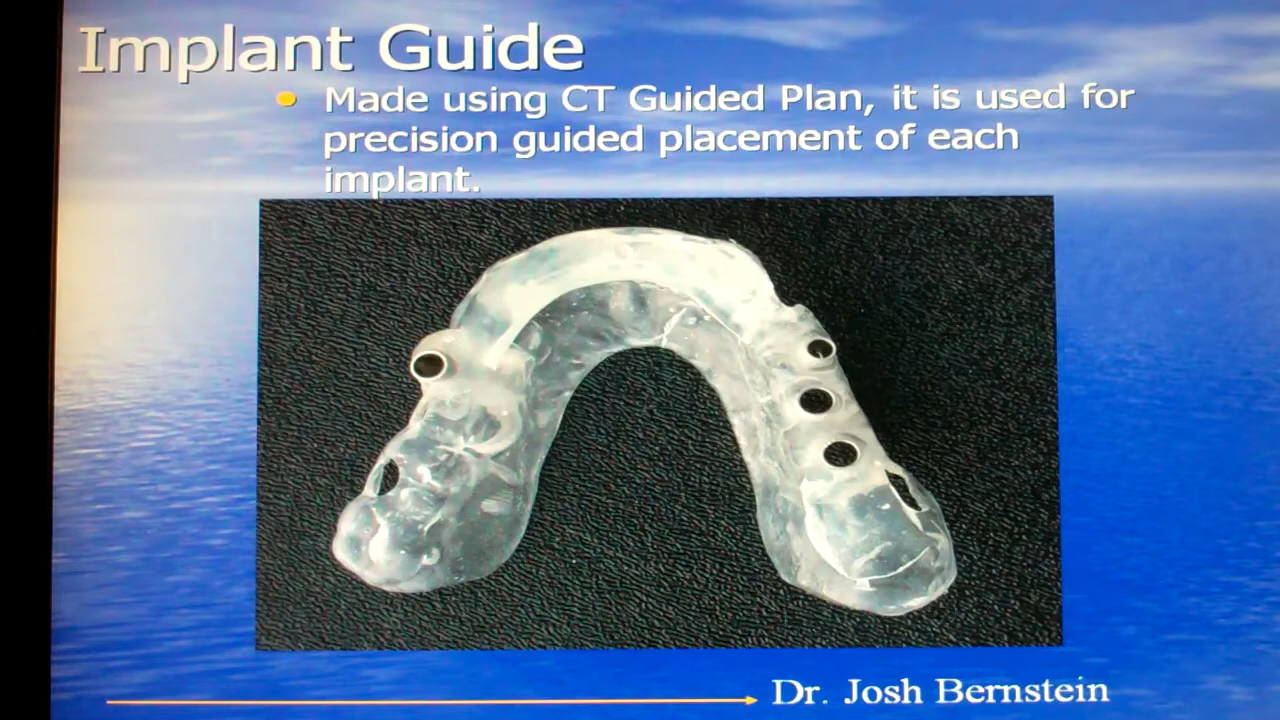 Implant Guide
Made using CT Guided Plan, it is used for
precision guided placement of each
implant.
Dr. Josh Bernstein